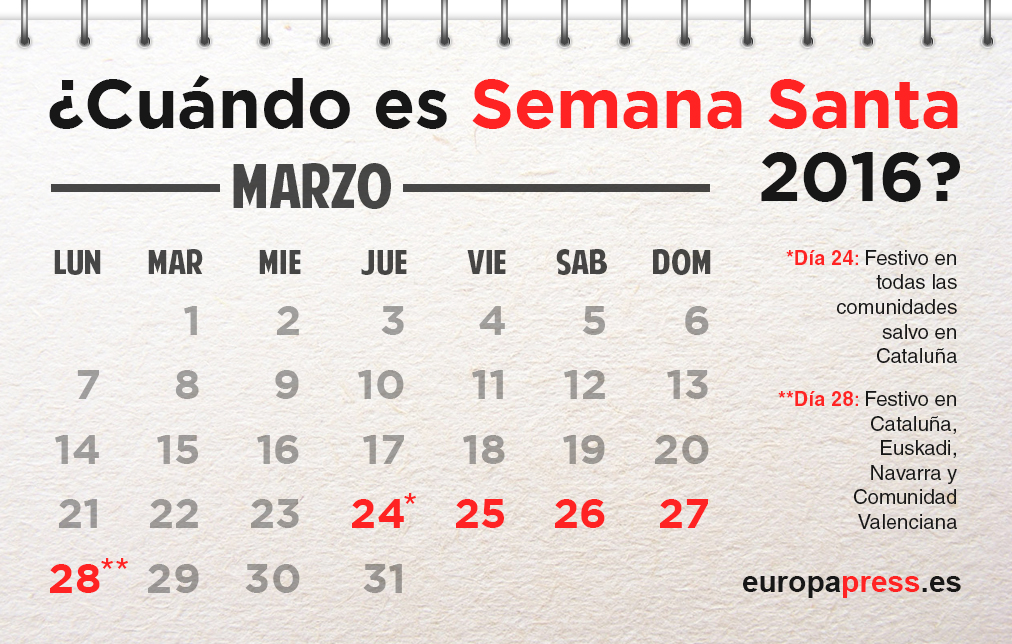 ¿Cuándo es Semana Santa
2016?
MARZO
LUN MAR MIE JUE VIE SAB DOM
1 2 3 4 5 6
7 8 9 10 11 12 13
14 15 16 17 18 19 20
21 22 23 24* 25 26 27
28** 29 30 31
*Día 24: Festivo en
todas las
comunidades
salvo en
Cataluña
**Día 28: Festivo en
Cataluña,
Euskadi,
Navarra y
Comunidad
Valenciana
europapress.es